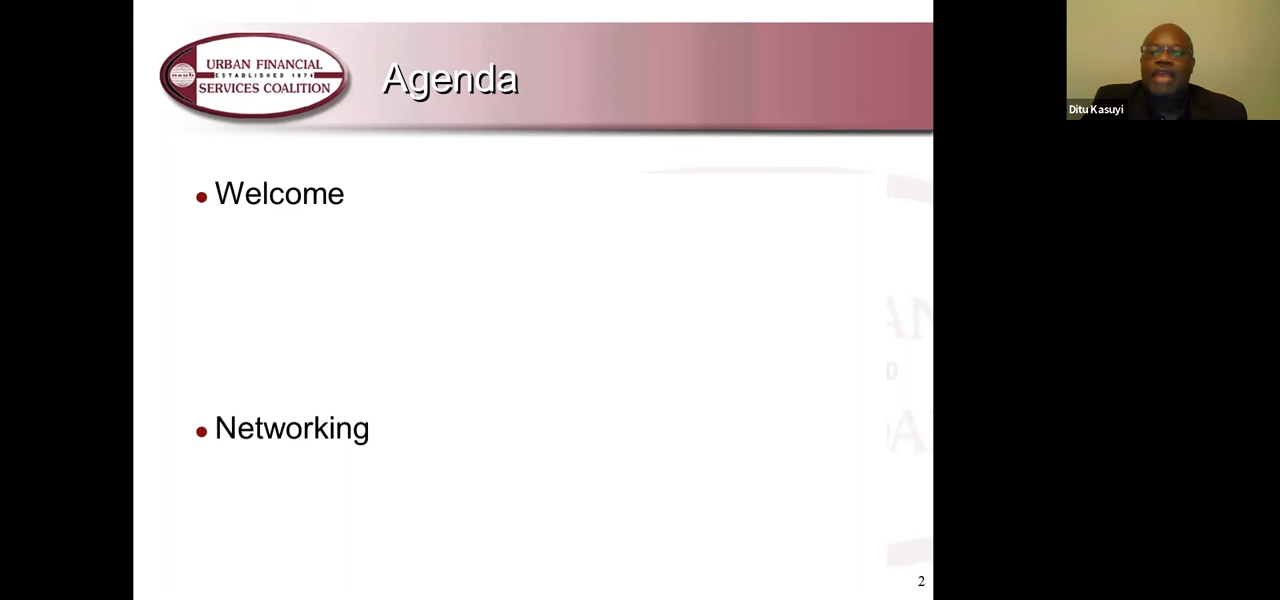 URBAN FINANCIAL
ESTABLISHED 1974
SERVICES COALITION
Agenda
Ditu Kasuyi
• Welcome
• Networking
2